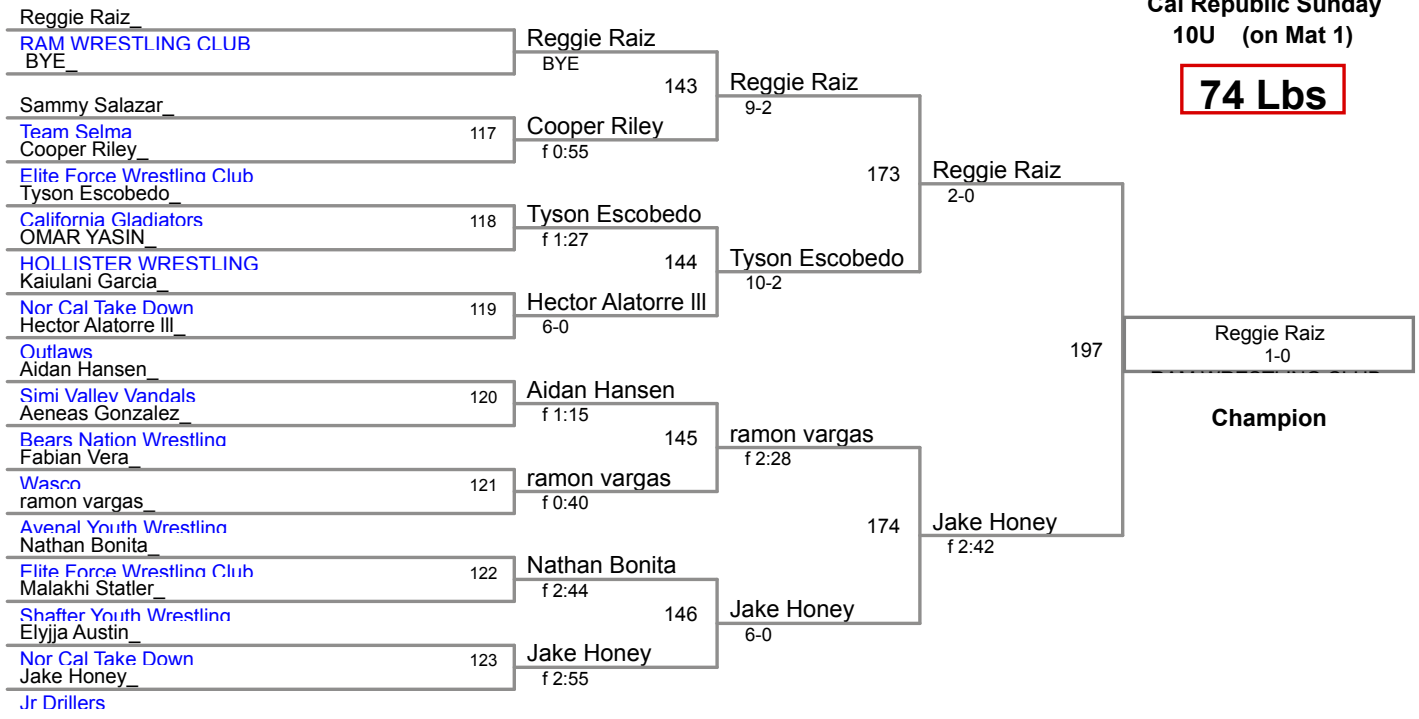 Cal Republic Sunday
10U (on Mat 1)
74 Lbs
Reggie Raiz_
RAM WRESTLING CLUB
BYE_
Sammy Salazar_
Team Selma
Cooper Riley_
Elite Force Wrestling Club
Tyson Escobedo_
California Gladiators
OMAR YASIN_
HOLLISTER WRESTLING
Kaiulani Garcia_
Nor Cal Take Down
Hector Alatorre lll_
Outlaws
Aidan Hansen_
Simi Valley Vandals
Aeneas Gonzalez_
Bears Nation Wrestling
Fabian Vera_
Wasco
ramon vargas_
Avenal Youth Wrestling
Nathan Bonita_
Elite Force Wrestling Club
Malakhi Statler_
Shafter Youth Wrestling
Elyjja Austin_
Nor Cal Take Down
Jake Honey_
Jr Drillers
117
118
119
120
121
122
123
Reggie Raiz
BYE
Cooper Riley
f 0:55
Tyson Escobedo
f 1:27
Hector Alatorre lll
6-0
Aidan Hansen
f 1:15
ramon vargas
f 0:40
Nathan Bonita
f 2:44
Jake Honey
f 2:55
143
144
145
146
Reggie Raiz
9-2
Tyson Escobedo
10-2
ramon vargas
f 2:28
Jake Honey
6-0
173
174
Reggie Raiz
2-0
Jake Honey
f 2:42
197
Reggie Raiz
1-0
Champion